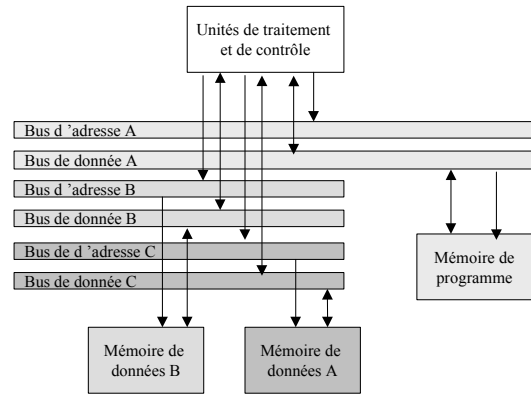 Unités de traitement
et de contrôle
Bus d ’adresse A
Bus de donnée A
Bus d ’adresse B
Bus de donnée B
Bus de d ’adresse C
Bus de donnée C
Mémoire de
programme
Mémoire de
données B
Mémoire de
données A